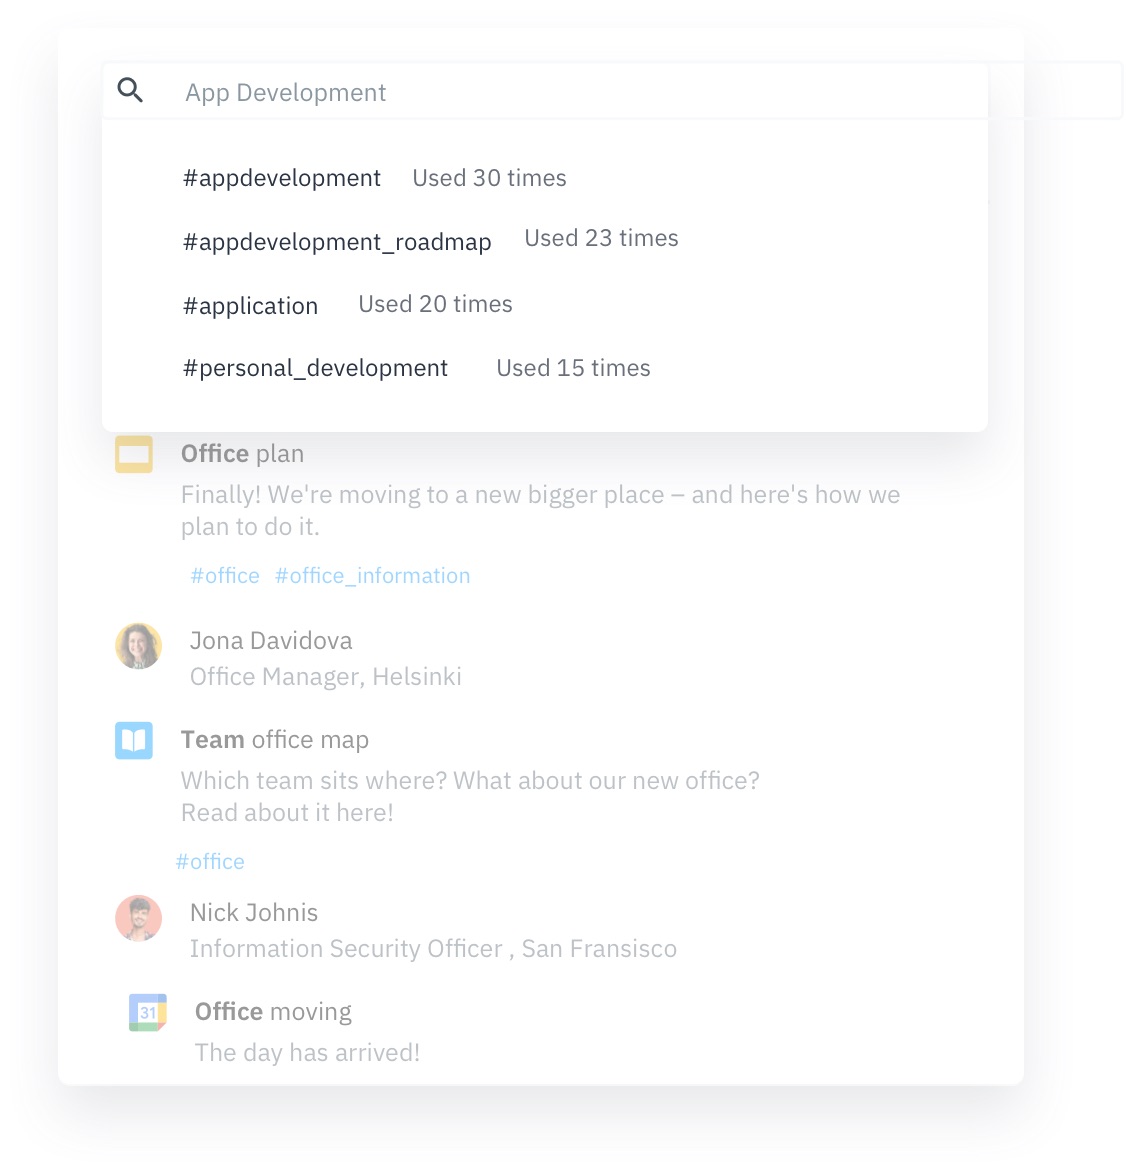 App Development
#appdevelopment Used 30 times
#appdevelopment_roadmap Used 23 times
#application Used 20 times
#personal_development Used 15 times
Office plan
Finally! We're moving to a new bigger place – and here's how we
plan to do it.
#office #office_information
Jona Davidova
Office Manager, Helsinki
Team office map
Which team sits where? What about our new office?
Read about it here!
#office
Nick Johnis
Information Security Officer , San Fransisco
31
Office moving
The day has arrived!